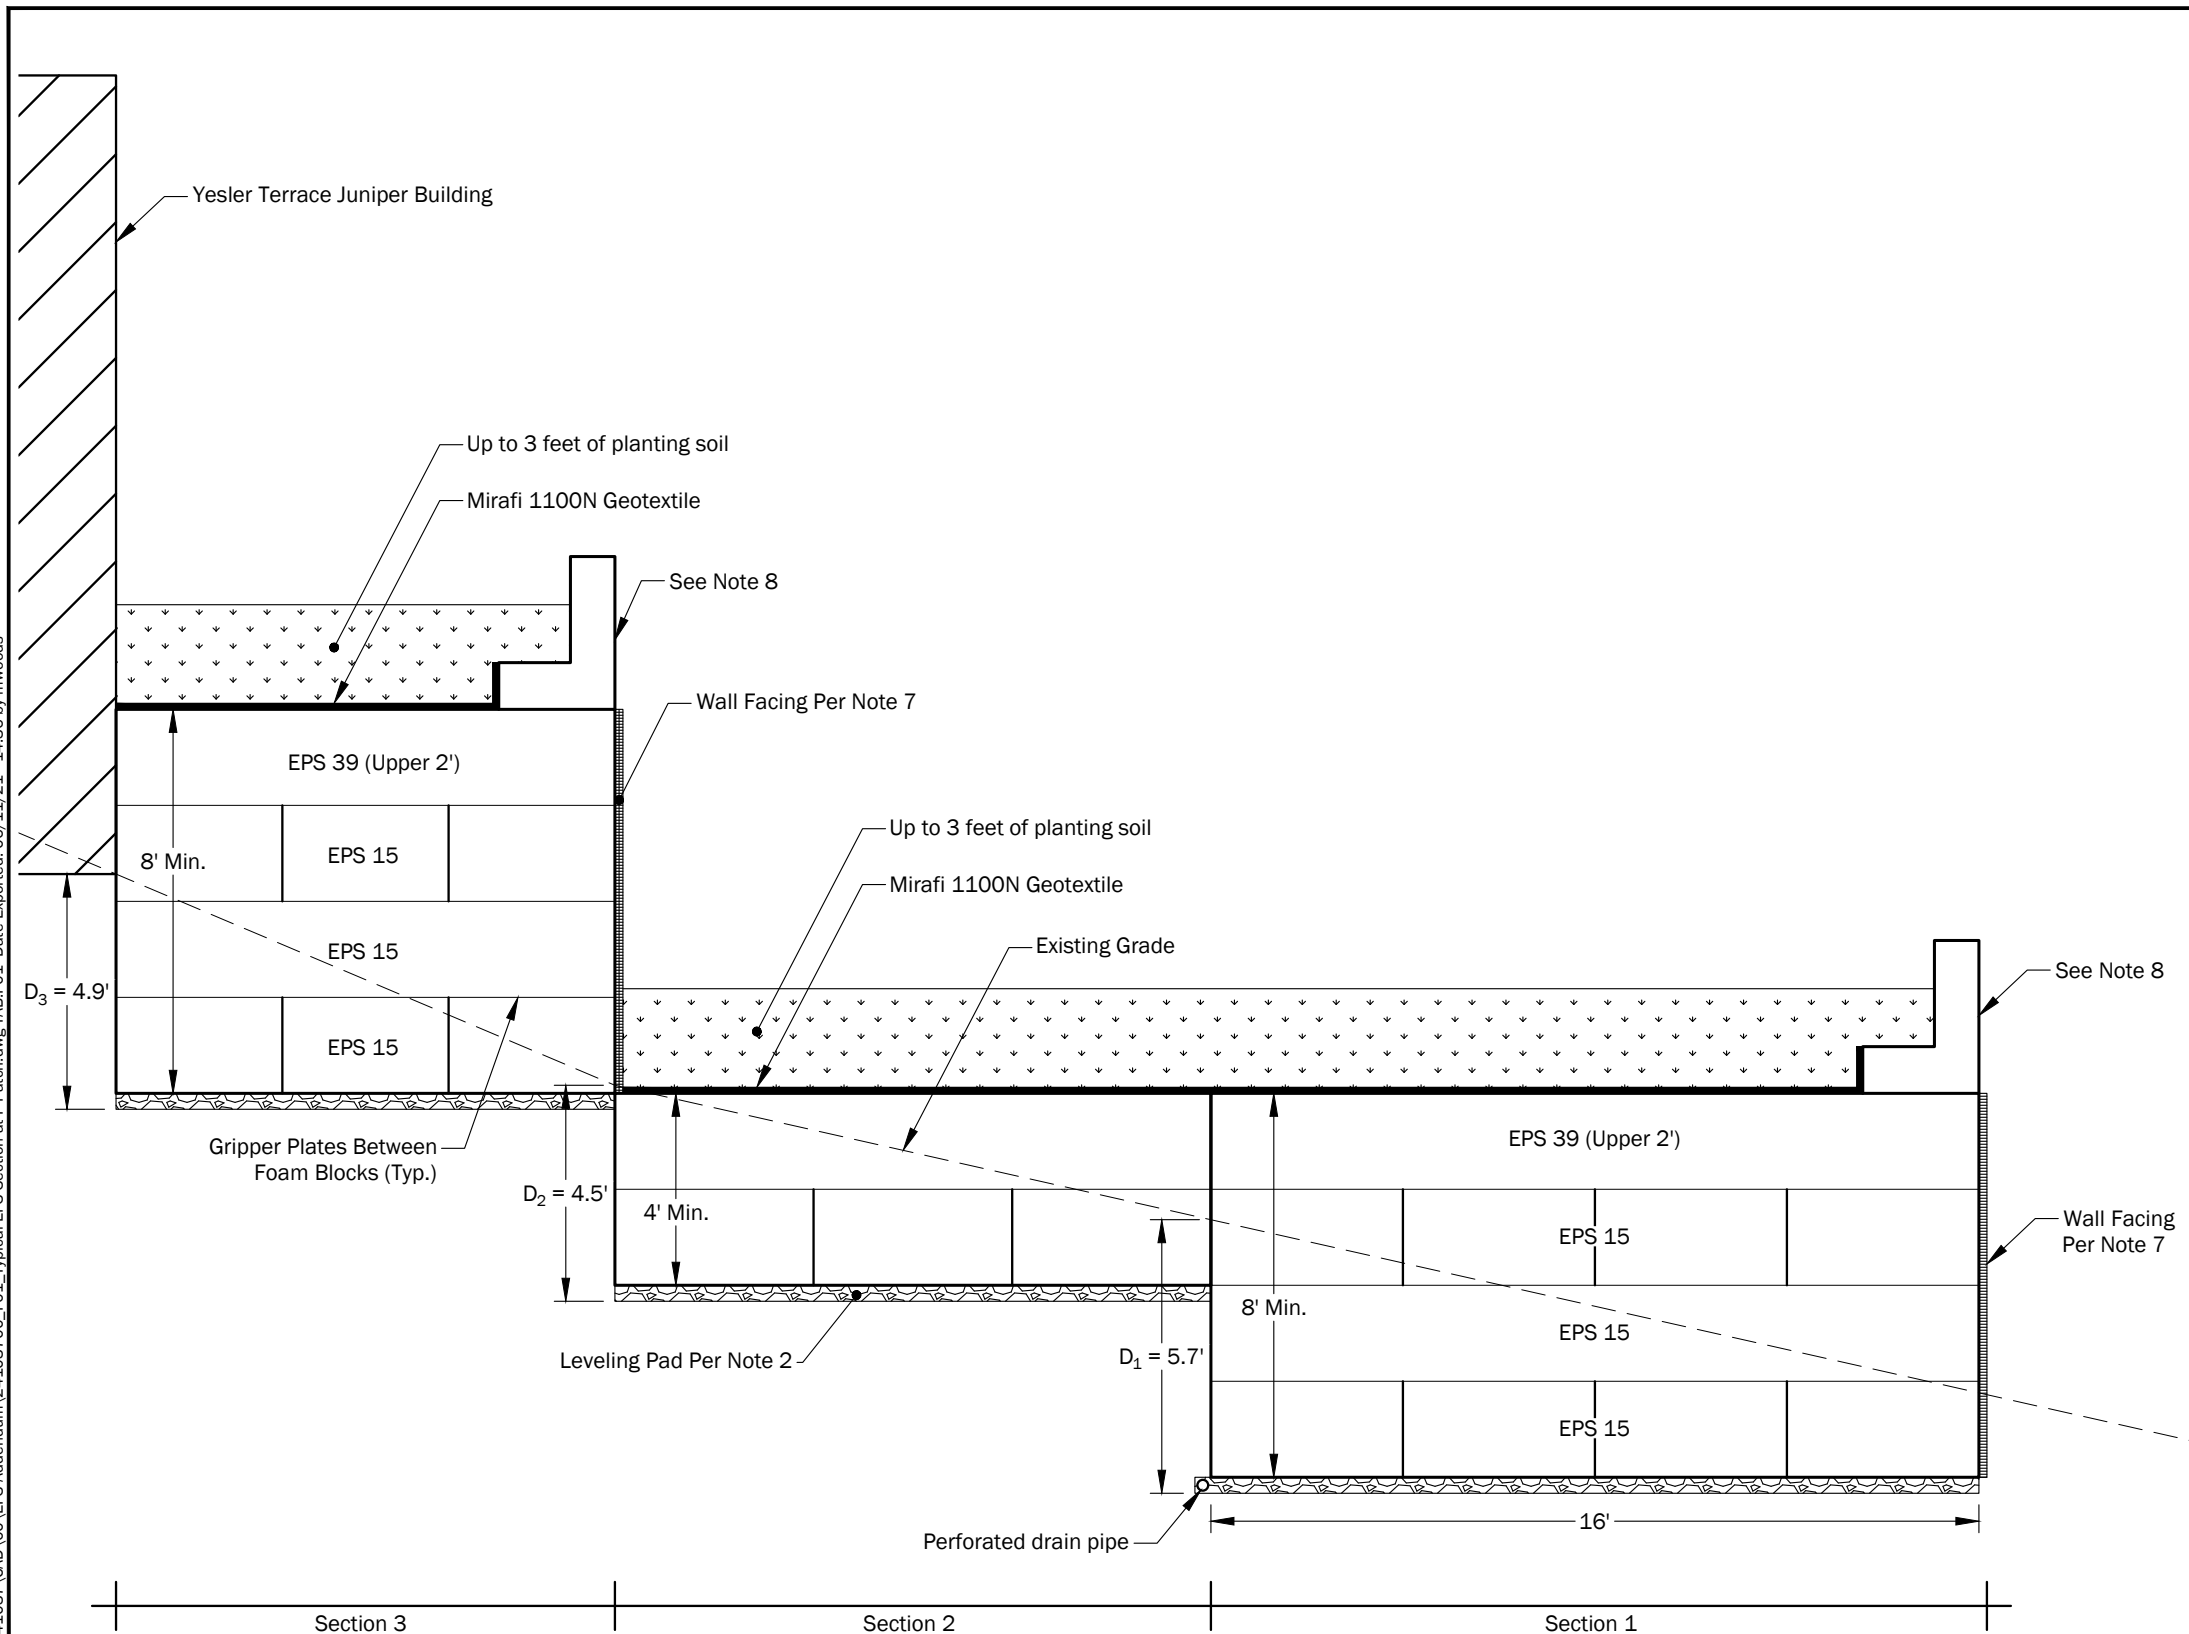 Yesler Terrace Juniper Building
Up to 3 feet of planting soil
Mirafi 1100N Geotextile
See Note 8
Wall Facing Per Note 7
EPS 39 (Upper 2')
EPS 15
8' Min.
EPS 15
EPS 15
D3 = 4.9'
Gripper Plates Between
Foam Blocks (Typ.)
Up to 3 feet of planting soil
Mirafi 1100N Geotextile
Existing Grade
See Note 8
D2 = 4.5'
4' Min.
Leveling Pad Per Note 2
EPS 39 (Upper 2')
EPS 15
8' Min.
EPS 15
EPS 15
Wall Facing
Per Note 7
D1 = 5.7'
Perforated drain pipe
16'
Section 3
Section 2
Section 1